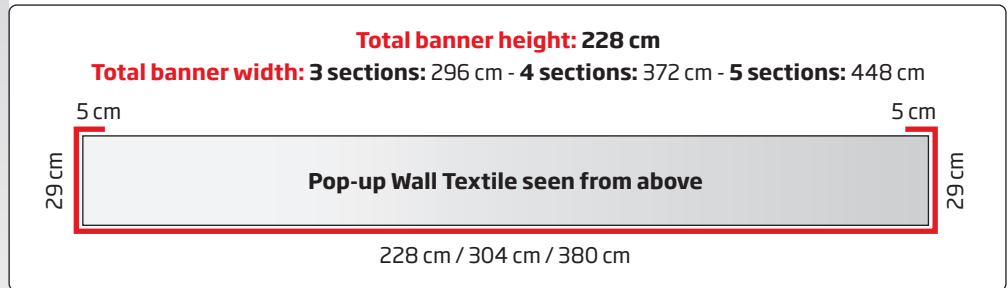 Total banner height: 228 cm
Total banner width: 3 sections: 296 cm - 4 sections: 372 cm - 5 sections: 448 cm
5 cm
5 cm
29 cm
Pop-up Wall Textile seen from above
29 cm
228 cm / 304 cm / 380 cm